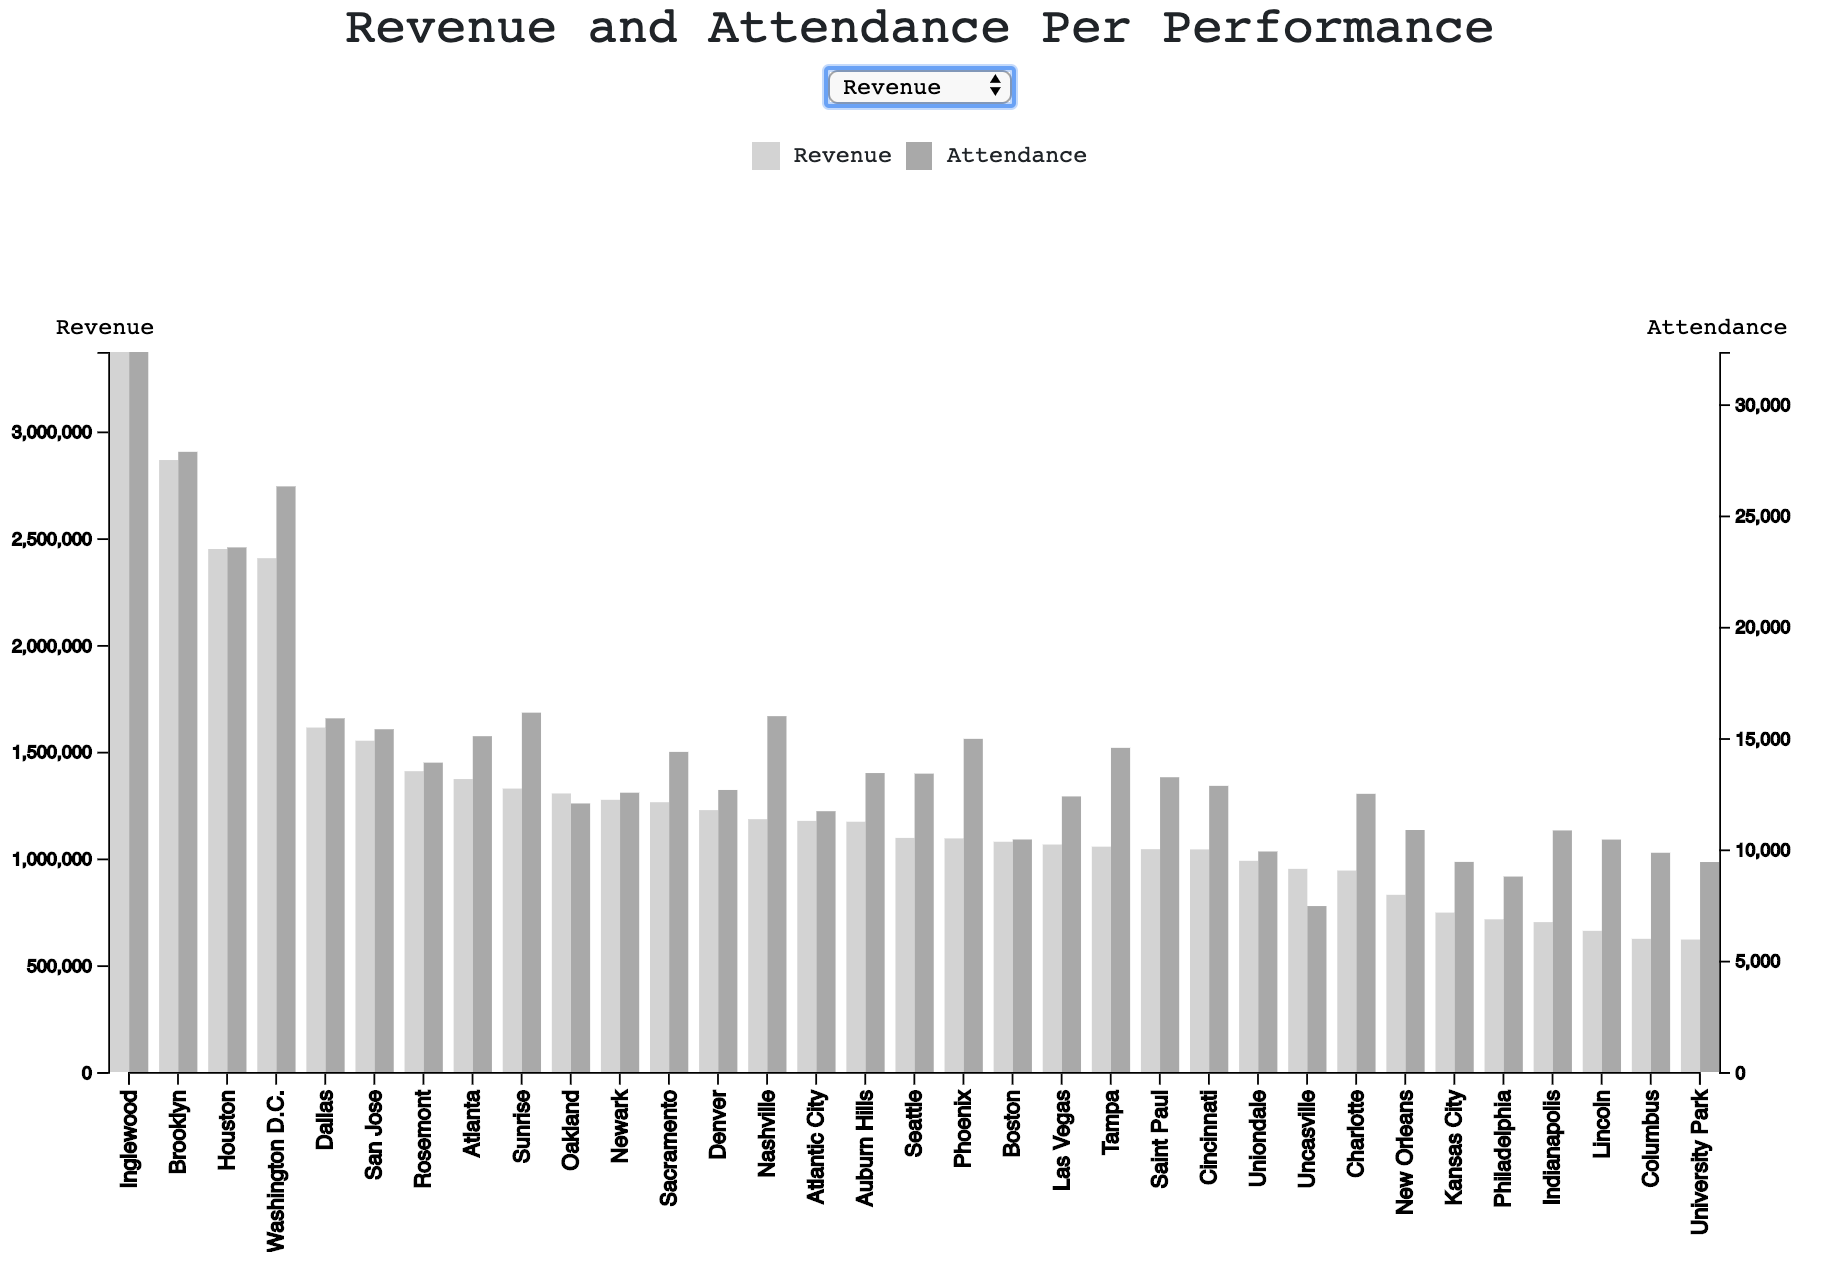 Revenue and Attendance Per Performance
Revenue
Revenue
Attendance
Revenue
Attendance
3,000,000
2,500,000
2,000,000
1,500,000
1,000,000
500,000
0
30,000
25,000
20,000
15,000
10,000
5,000
0
Inglewood
Brooklyn
Houston
Washington D.C.
Dallas
San Jose
Rosemont
Atlanta
Sunrise
Oakland
Newark
Sacramento
Denver
Nashville
Atlantic City
Auburn Hills
Seattle
Phoenix
Boston
Las Vegas
Tampa
Saint Paul
Cincinnati
Uniondale
Uncasville
Charlotte
New Orleans
Kansas City
Philadelphia
Indianapolis
Lincoln
Columbus
University Park